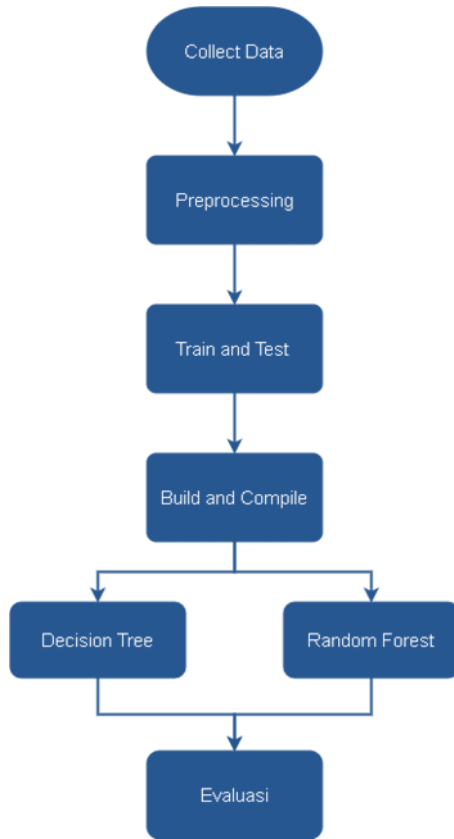 Collect Data
Preprocessing
Train and Test
Build and Compile
Decision Tree
Random Forest
Evaluasi